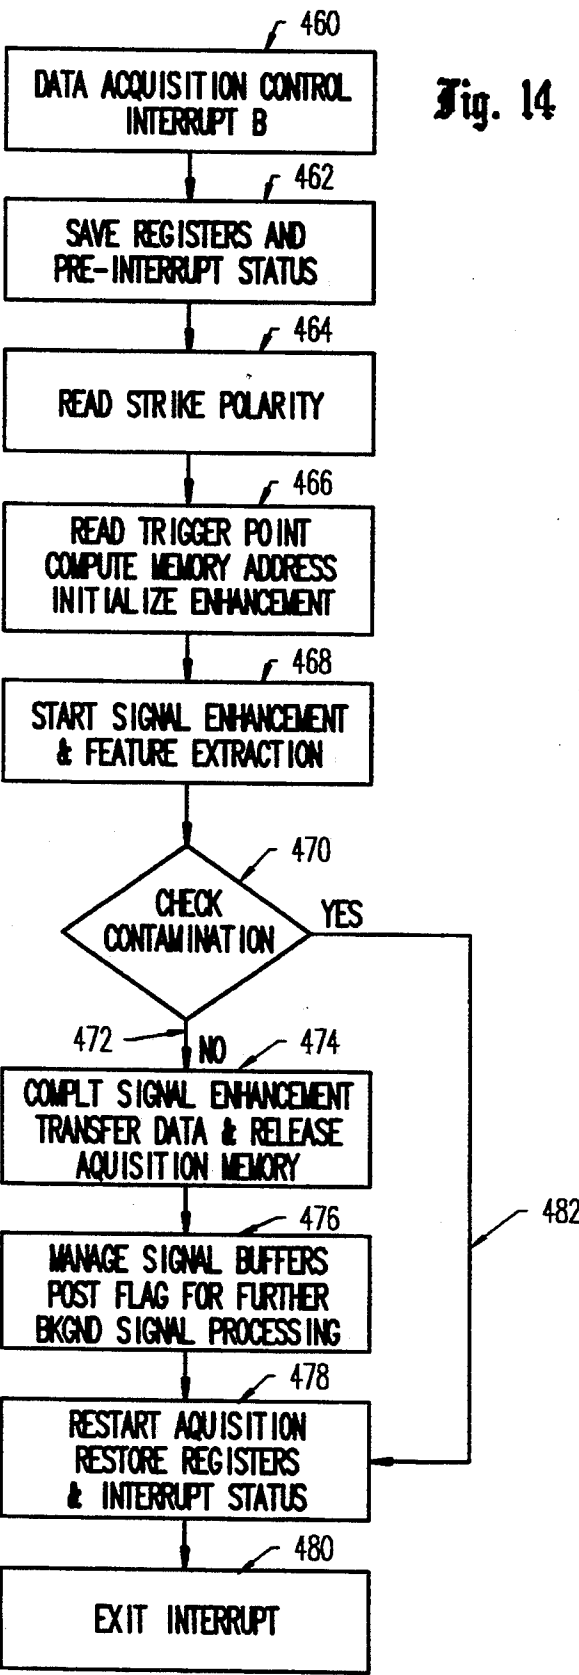 460
DATA ACQUISITION CONTROL
INTERRUPT B
Fig. 14
462
SAVE REGISTERS AND
PRE-INTERRUPT STATUS
464
READ STRIKE POLARITY
466
READ TRIGGER POINT
COMPUTE MEMORY ADDRESS
INITIALIZE ENHANCEMENT
468
START SIGNAL ENHANCEMENT
& FEATURE EXTRACTION
470
CHECK
CONTAMINATION
YES
472
NO
474
COMPLT SIGNAL ENHANCEMENT
TRANSFER DATA & RELEASE
AQUISITION MEMORY
482
476
MANAGE SIGNAL BUFFERS
POST FLAG FOR FURTHER
BKGND SIGNAL PROCESSING
478
RESTART AQUISITION
RESTORE REGISTERS
& INTERRUPT STATUS
480
EXIT INTERRUPT